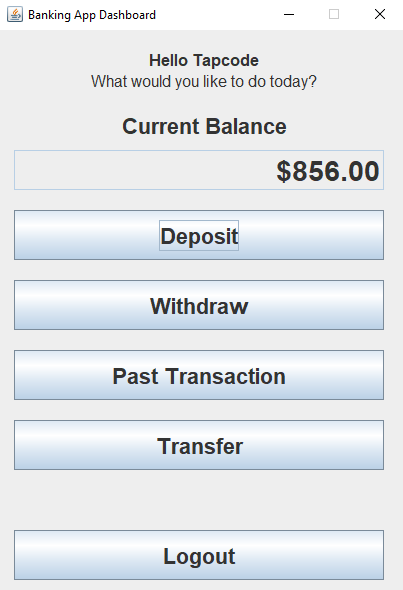 Banking App Dashboard
Hello Tapcode
What would you like to do today?
Current Balance
$856.00
Deposit
Withdraw
Past Transaction
Transfer
Logout